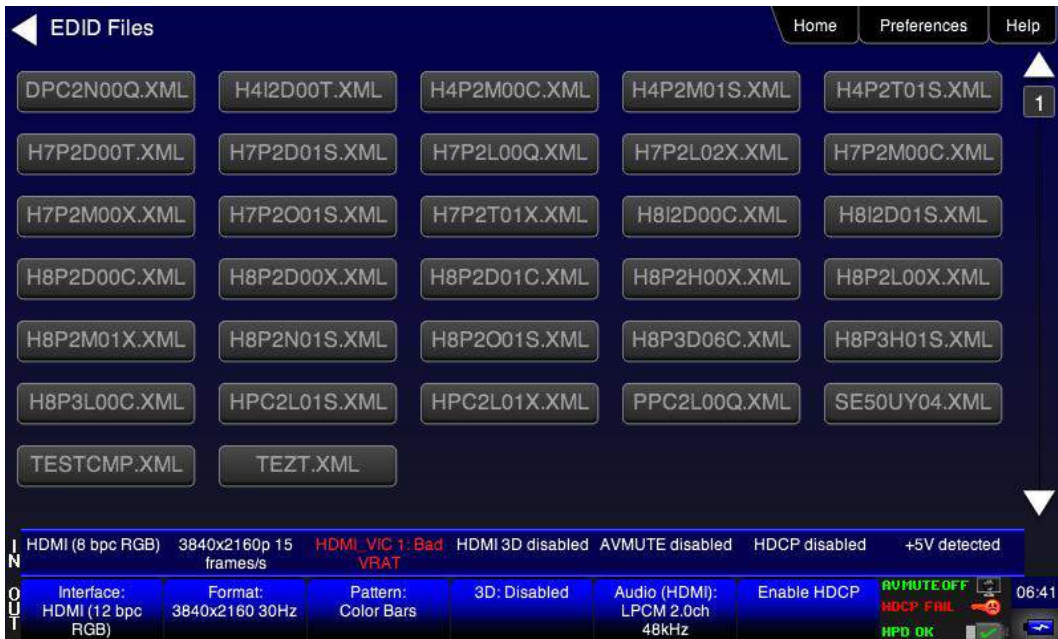 EDID Files
Home Preferences Help
DPC2N00Q.XML H4I2D00T.XML H4P2M00C.XML H4P2M01S.XML H4P2T01S.XML
1
H7P2D00T.XML H7P2D01S.XML H7P2L00Q.XML H7P2L02X.XML H7P2M00C.XML
H7P2M00X.XML H7P2O01S.XML H7P2T01X.XML H8I2D00C.XML H8I2D01S.XML
H8P2D00C.XML H8P2D00X.XML H8P2D01C.XML H8P2H00X.XML H8P2L00X.XML
H8P2M01X.XML H8P2N01S.XML H8P2O01S.XML H8P3D06C.XML H8P3H01S.XML
H8P3L00C.XML HPC2L01S.XML HPC2L01X.XML PPC2L00Q.XML SE50UY04.XML
TESTCMP.XML TEZT.XML
IN
HDMI (8 bpc RGB)
3840x2160p 15
frames/s
HDMI_VIC 1: Bad
VRAT
HDMI 3D disabled
AVMUTE disabled
HDCP disabled
+5V detected
OUT
Interface:
HDMI (12 bpc
RGB)
Format:
3840x2160 30Hz
Pattern:
Color Bars
3D: Disabled
Audio (HDMI):
LPCM 2.0ch
48kHz
Enable HDCP
AVMUTE OFF
HDCP FAIL
HPD OK
06:41